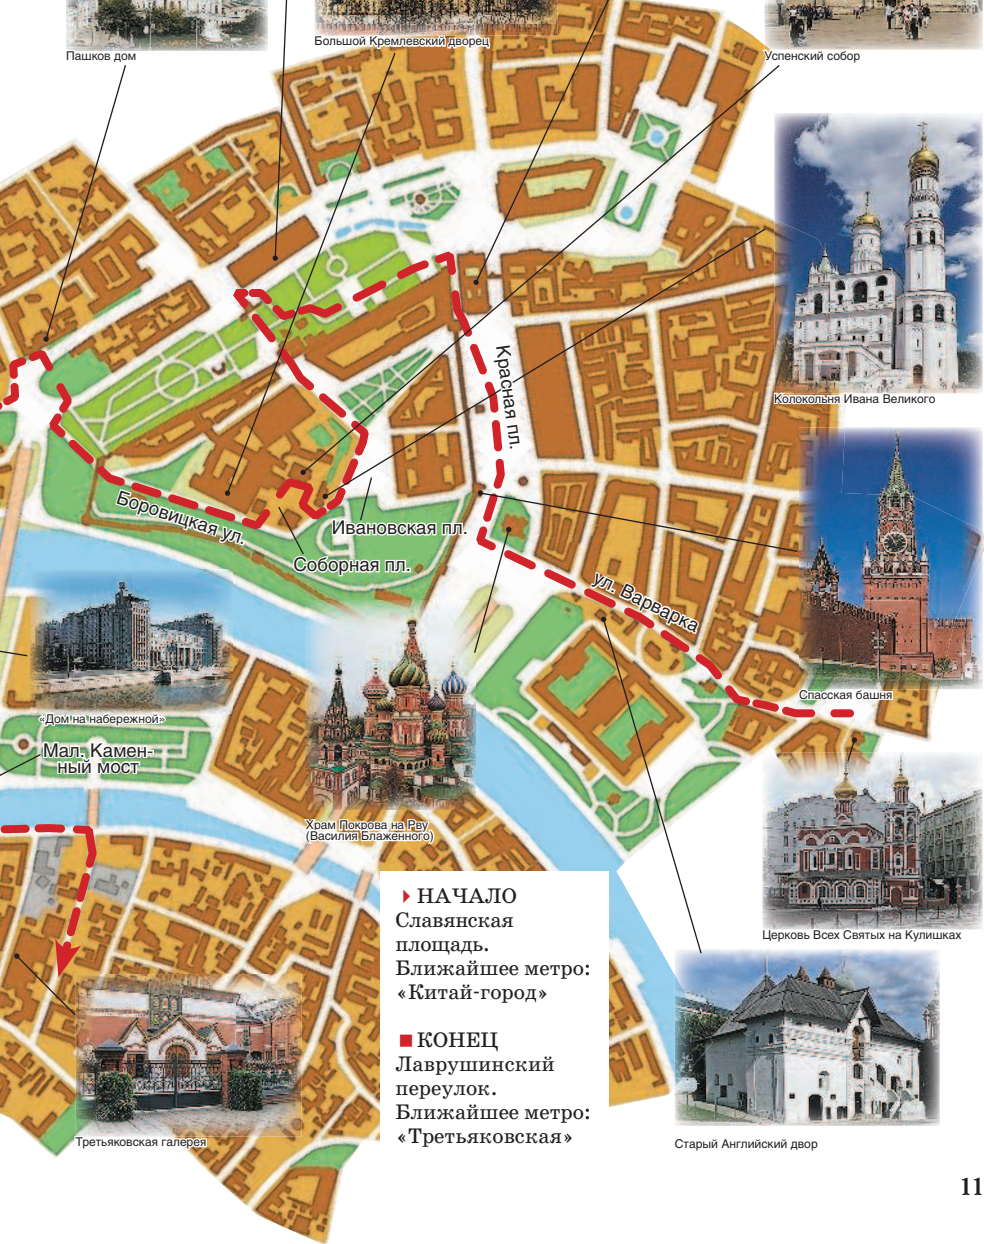 Пашков дом
Большой Кремлевский дворец
Успенский собор
Колокольня Ивана Великого
Красная пл.
Боровицкая ул.
Ивановская пл.
Соборная пл.
ул. Варварка
Спасская башня
«Дом на набережной»
Мал. Камен-
ный мост
Храм Покрова на Рву
(Василия Блаженного)
Церковь Всех Святых на Кулишках
НАЧАЛО
Славянская
площадь.
Ближайшее метро:
«Китай-город»
КОНЕЦ
Лаврушинский
переулок.
Ближайшее метро:
«Третьяковская»
Третьяковская галерея
Старый Английский двор
11